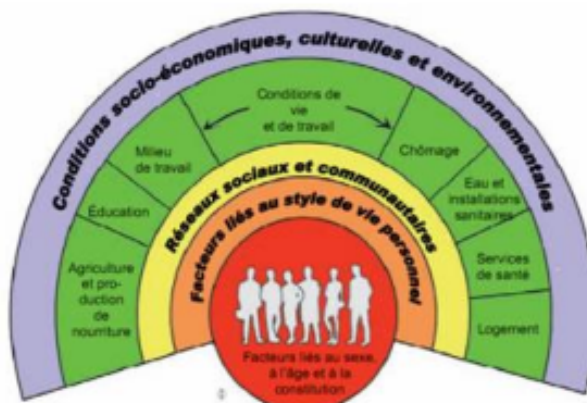 Conditions socio-économiques, culturelles et environnementales
Conditions de
vie
et de travail
Milieu
de travail
Chômage
Éducation
Eau et
installations
sanitaires
Agriculture
et pro-
duction
de
nourriture
Services
de santé
Logement
Réseaux sociaux et communautaires
Facteurs liés au style de vie personnel
Facteurs liés au sexe,
à l'âge et à la
constitution